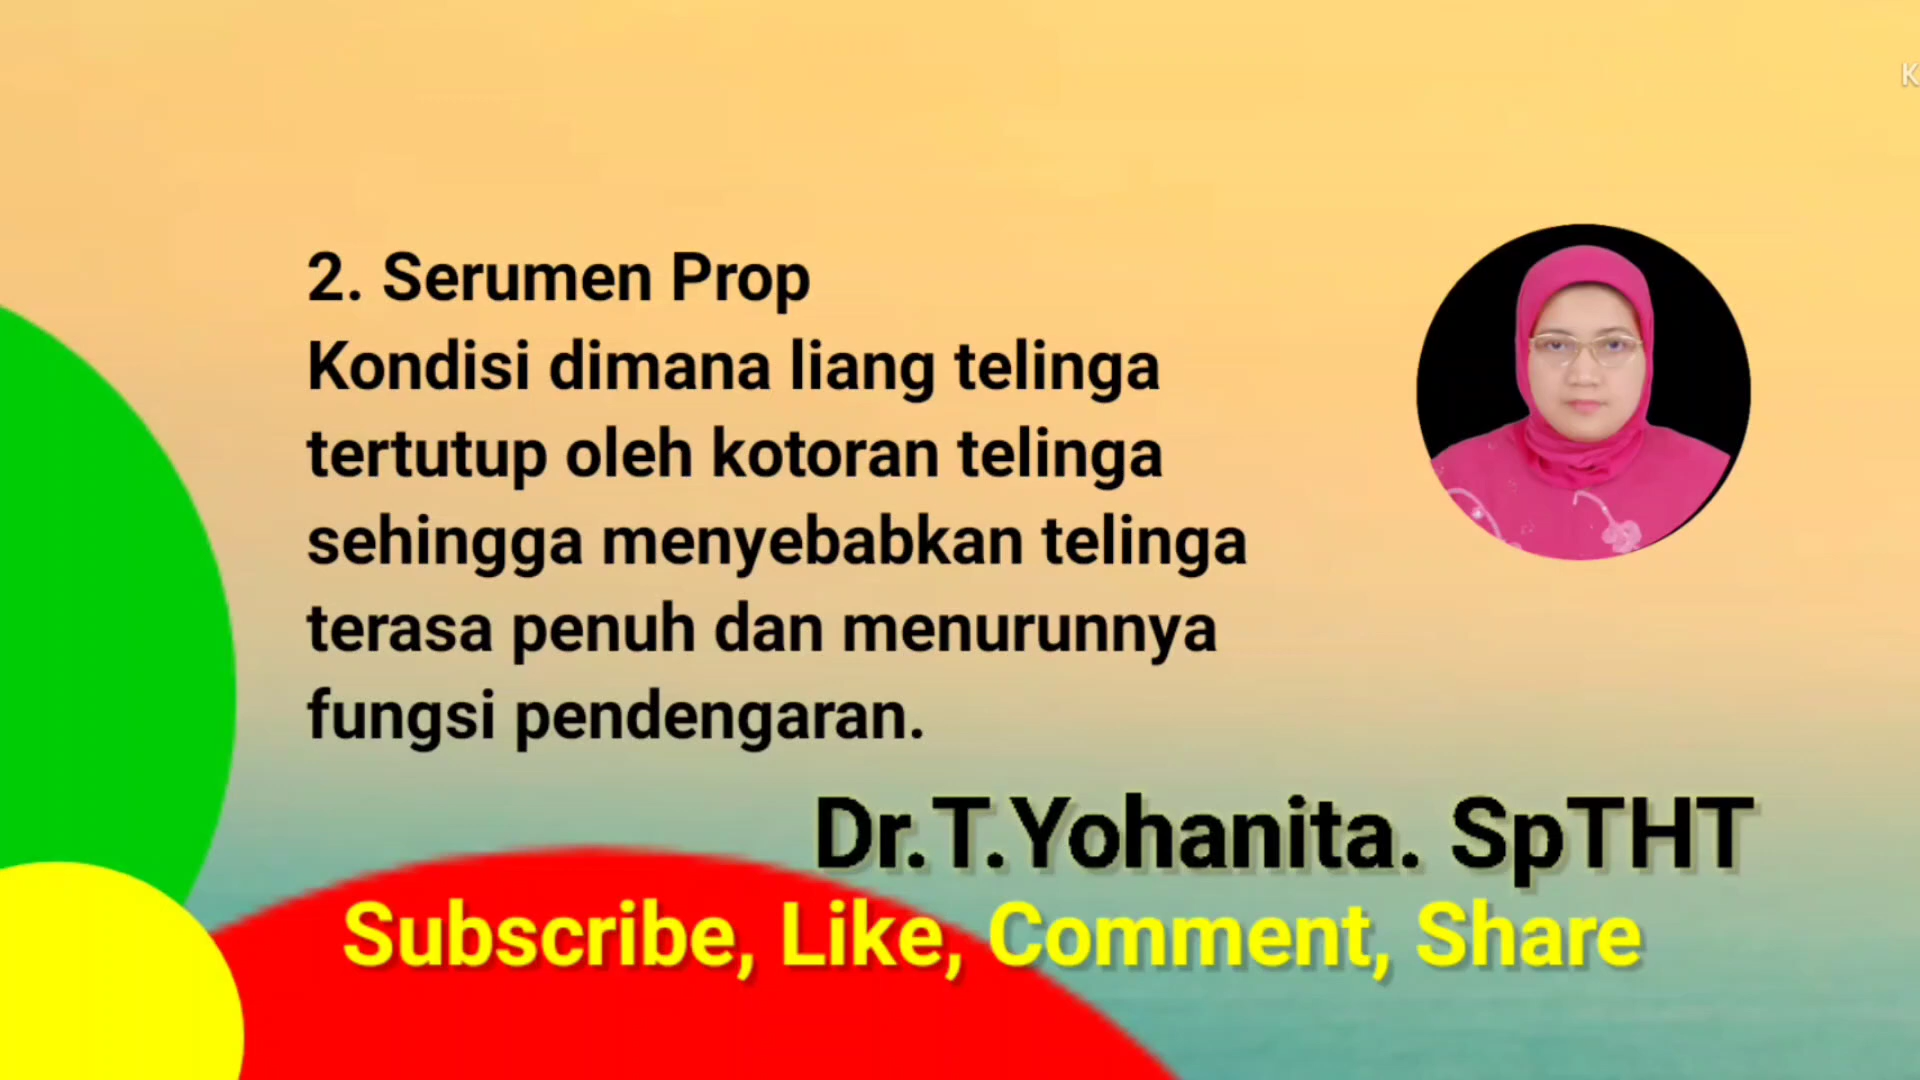 2. Serumen Prop
Kondisi dimana liang telinga
tertutup oleh kotoran telinga
sehingga menyebabkan telinga
terasa penuh dan menurunnya
fungsi pendengaran.
Dr.T.Yohanita. SpTHT
Subscribe, Like, Comment, Share